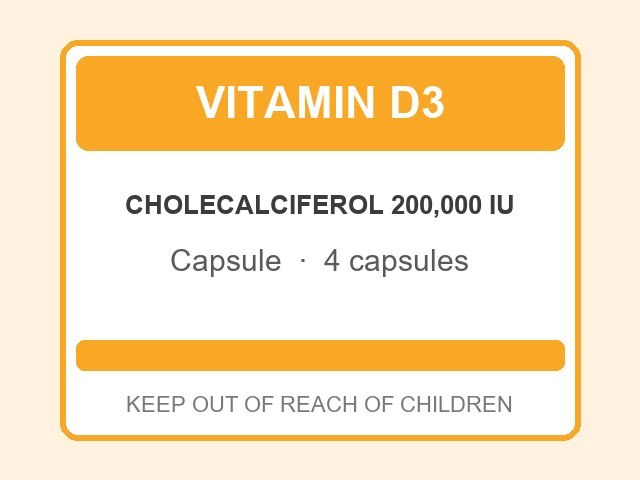 VITAMIN D3
CHOLECALCIFEROL 200,000 IU
Capsule · 4 capsules
KEEP OUT OF REACH OF CHILDREN